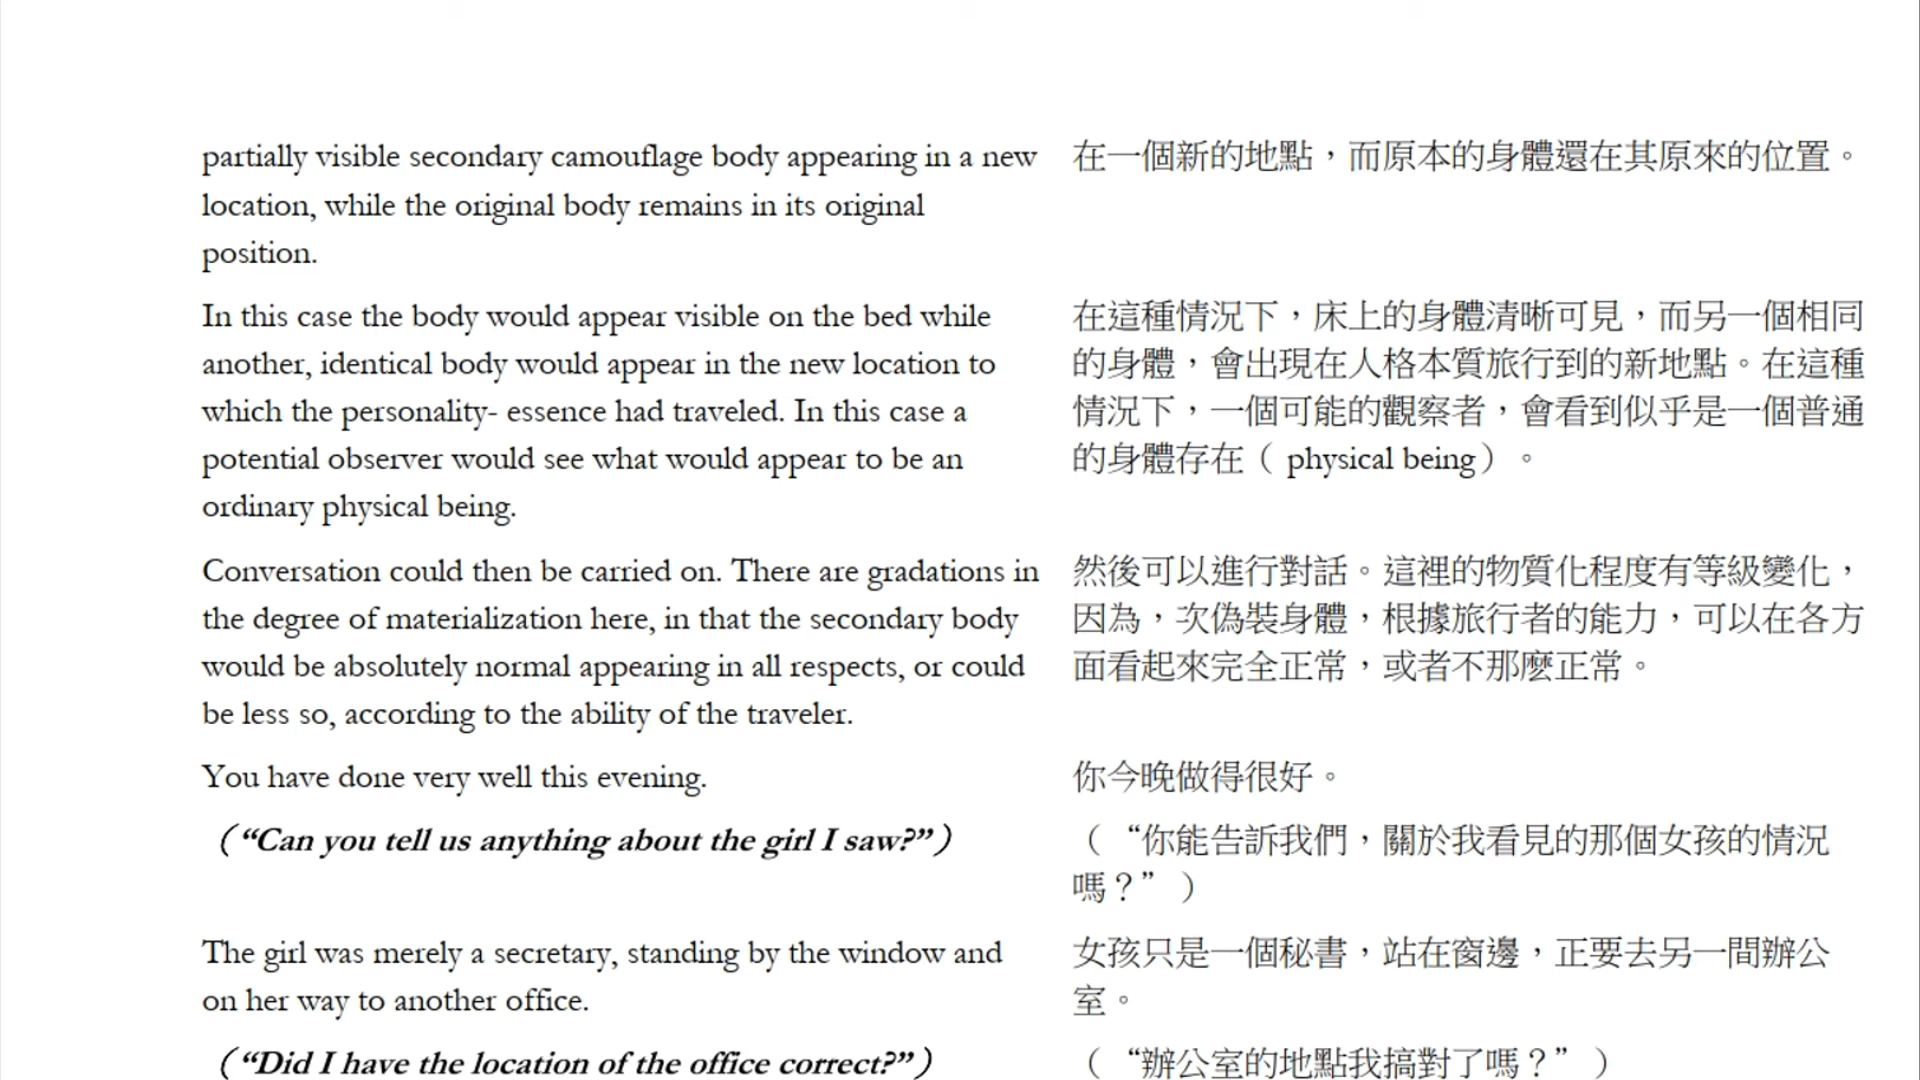 partially visible secondary camouflage body appearing in a new
location, while the original body remains in its original
position.
在一個新的地點，而原本的身體還在其原來的位置。
In this case the body would appear visible on the bed while
another, identical body would appear in the new location to
which the personality- essence had traveled. In this case a
potential observer would see what would appear to be an
ordinary physical being.
在這種情況下，床上的身體清晰可見，而另一個相同
的身體，會出現在人格本質旅行到的新地點。在這種
情況下，一個可能的觀察者，會看到似乎是一個普通
的身體存在（ physical being）。
Conversation could then be carried on. There are gradations in
the degree of materialization here, in that the secondary body
would be absolutely normal appearing in all respects, or could
be less so, according to the ability of the traveler.
然後可以進行對話。這裡的物質化程度有等級變化，
因為，次偽裝身體，根據旅行者的能力，可以在各方
面看起來完全正常，或者不那麼正常。
You have done very well this evening.
你今晚做得很好。
（“Can you tell us anything about the girl I saw?”）
（“你能告訴我們，關於我看見的那個女孩的情況
嗎？”）
The girl was merely a secretary, standing by the window and
on her way to another office.
女孩只是一個秘書，站在窗邊，正要去另一間辦公
室。
（“Did I have the location of the office correct?”）
（“辦公室的地點我搞對了嗎？”）